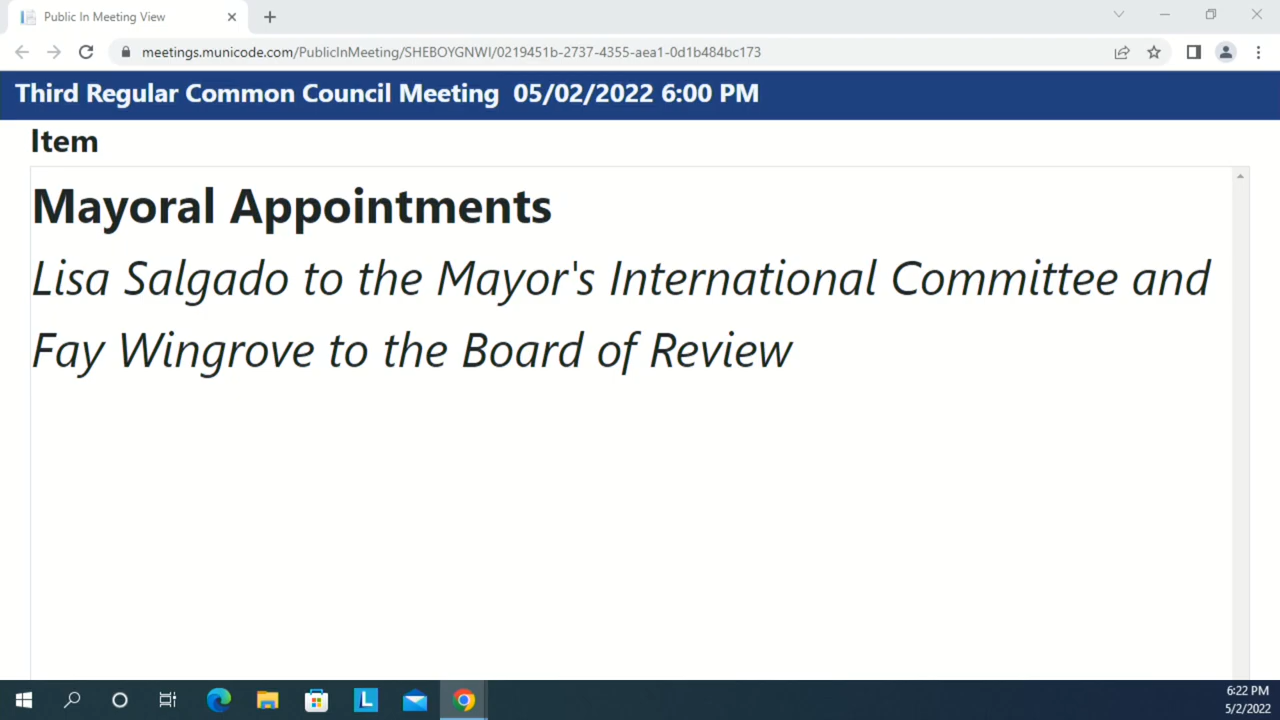 Public In Meeting View
meetings.municode.com/PublicInMeeting/SHEBOYGNWI/0219451b-2737-4355-aea1-0d1b484bc173
Third Regular Common Council Meeting 05/02/2022 6:00 PM
Item
Mayoral Appointments
Lisa Salgado to the Mayor's International Committee and
Fay Wingrove to the Board of Review
L
6:22 PM
5/2/2022